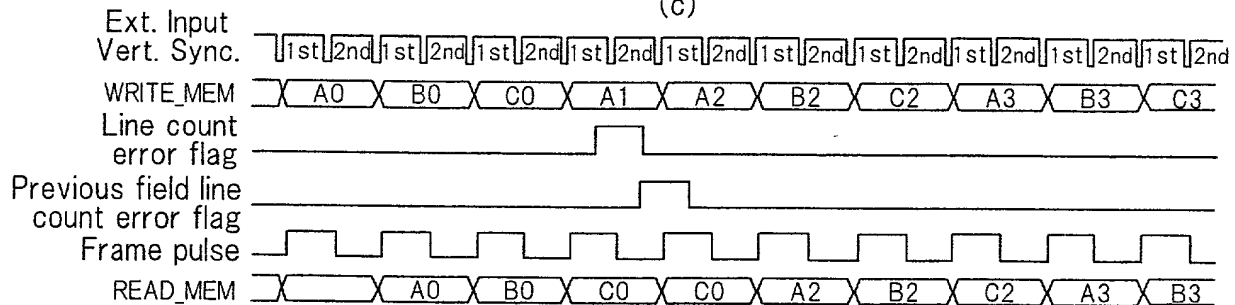 (c)
Ext. Input
Vert. Sync. 1st 2nd 1st 2nd 1st 2nd 1st 2nd 1st 2nd 1st 2nd 1st 2nd 1st 2nd 1st 2nd 1st 2nd
WRITE_MEM A0 B0 C0 A1 A2 B2 C2 A3 B3 C3
Line count
error flag
Previous field line
count error flag
Frame pulse
READ_MEM A0 B0 C0 C0 A2 B2 C2 A3 B3